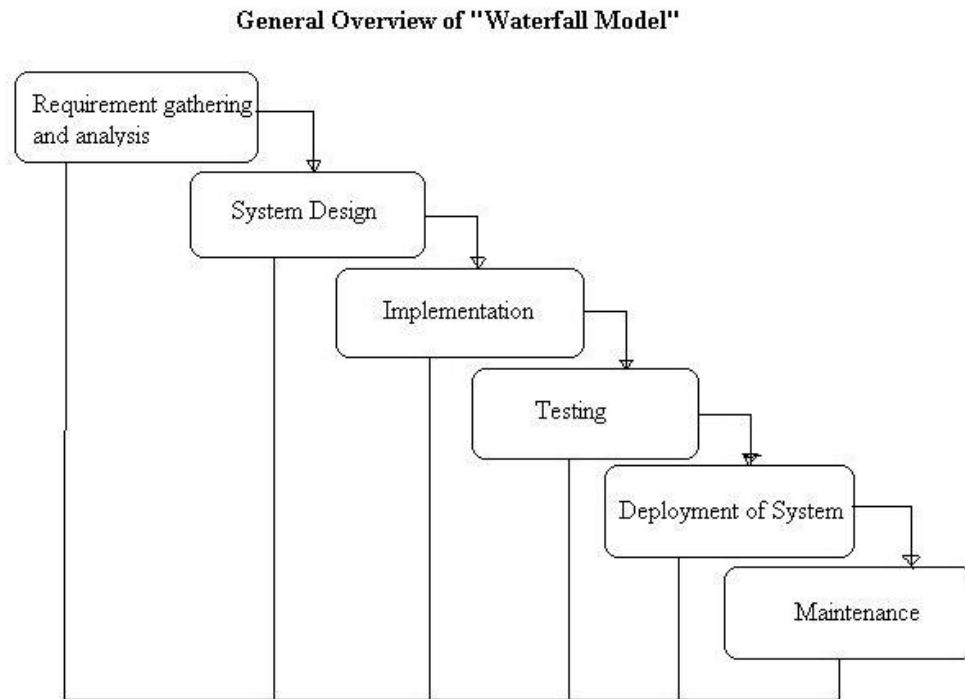 General Overview of "Waterfall Model"
Requirement gathering
and analysis
System Design
Implementation
Testing
Deployment of System
Maintenance